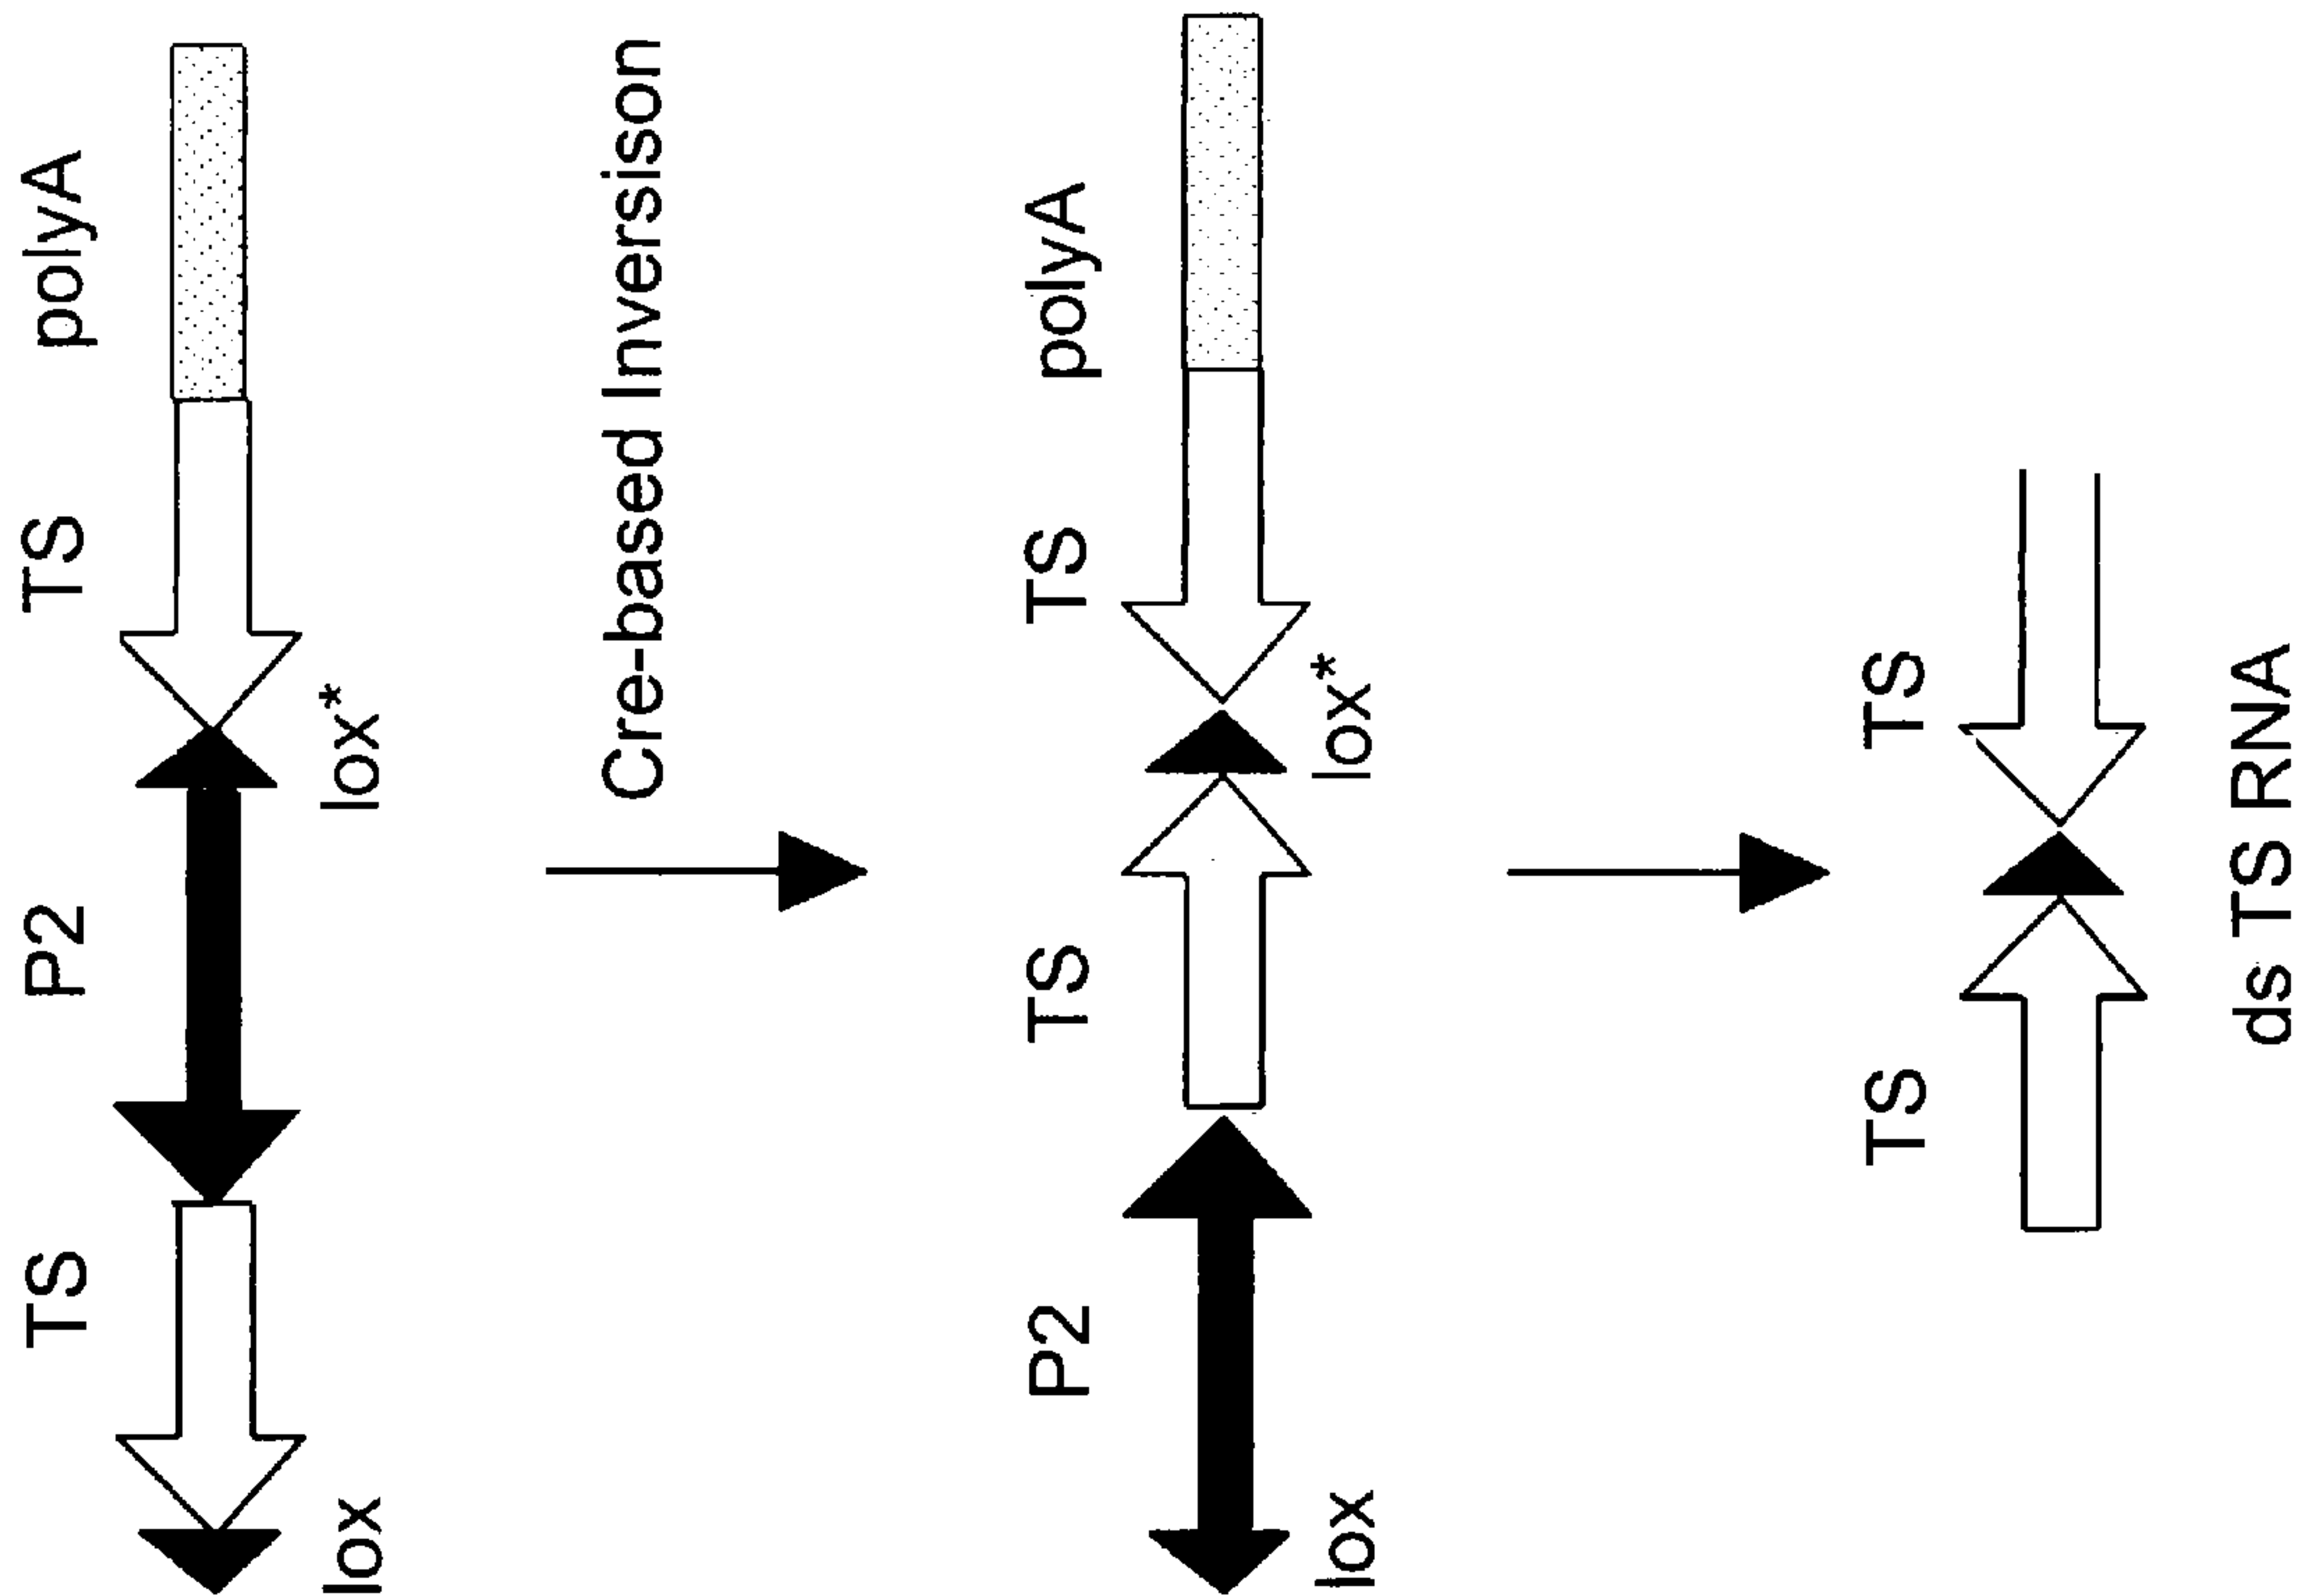 TS P2 TS polyA
lox lox*
Cre-based Inversison
P2 TS TS polyA
lox lox*
TS TS
ds TS RNA